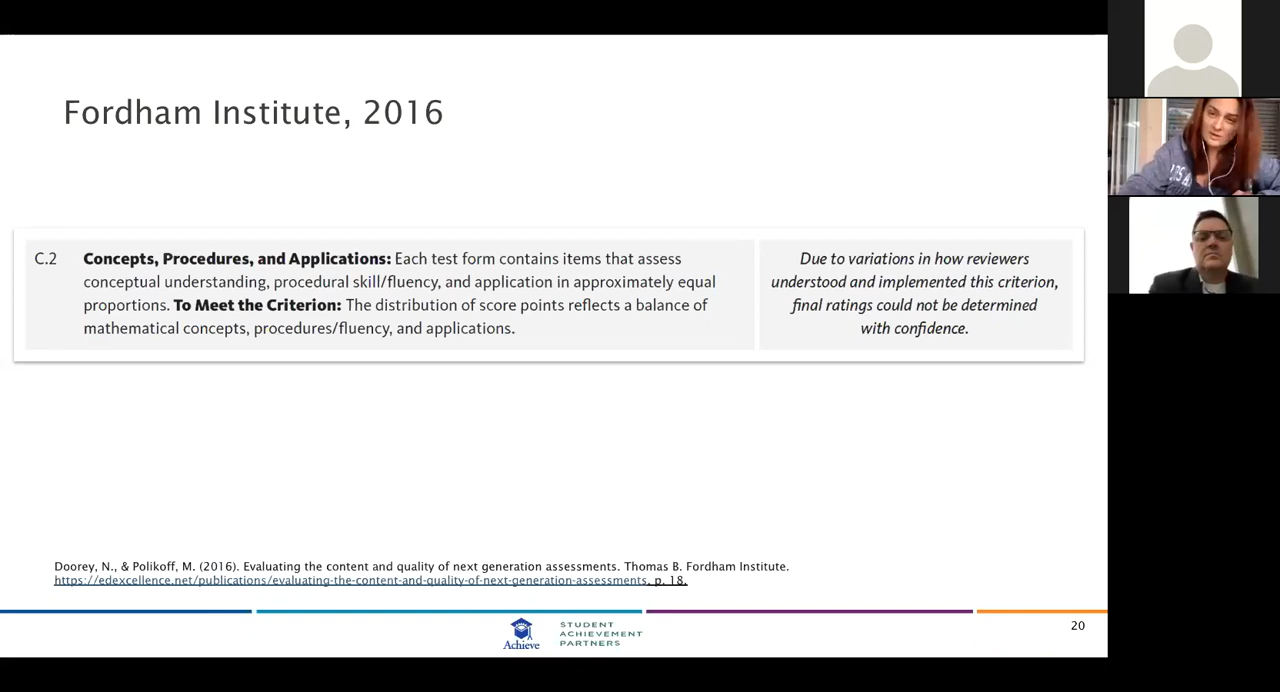 Fordham Institute, 2016
C.2 Concepts, Procedures, and Applications: Each test form contains items that assess
conceptual understanding, procedural skill/fluency, and application in approximately equal
proportions. To Meet the Criterion: The distribution of score points reflects a balance of
mathematical concepts, procedures/fluency, and applications.
Due to variations in how reviewers
understood and implemented this criterion,
final ratings could not be determined
with confidence.
Doorey, N., & Polikoff, M. (2016). Evaluating the content and quality of next generation assessments. Thomas B. Fordham Institute.
https://edexcellence.net/publications/evaluating-the-content-and-quality-of-next-generation-assessments, p. 18.
Achieve
STUDENT
ACHIEVEMENT
PARTNERS
20